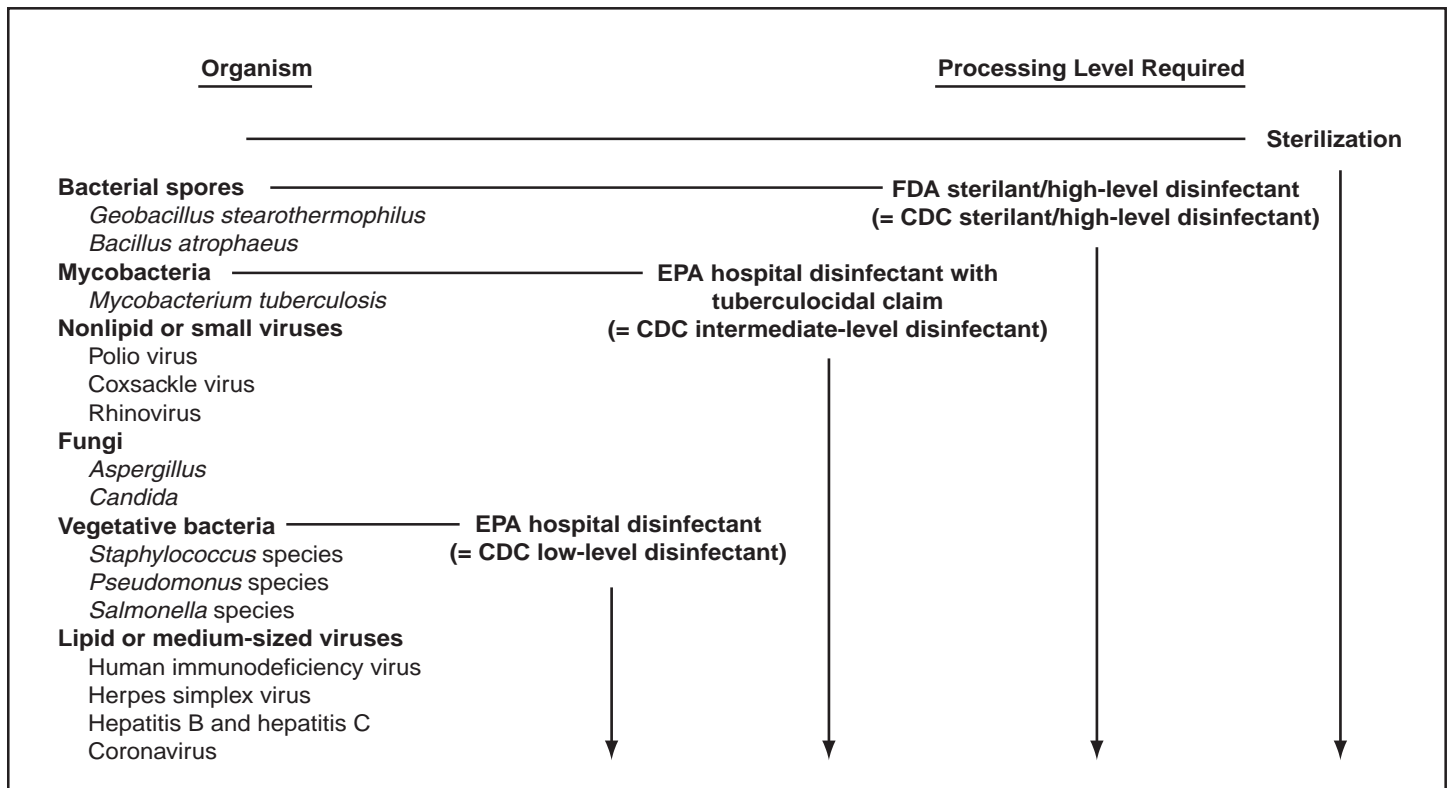 Organism
Processing Level Required
Sterilization
Bacterial spores
FDA sterilant/high-level disinfectant
Geobacillus stearothermophilus
(= CDC sterilant/high-level disinfectant)
Bacillus atrophaeus
Mycobacteria
EPA hospital disinfectant with
Mycobacterium tuberculosis
tuberculocidal claim
Nonlipid or small viruses
(= CDC intermediate-level disinfectant)
Polio virus
Coxsackle virus
Rhinovirus
Fungi
Aspergillus
Candida
Vegetative bacteria
EPA hospital disinfectant
Staphylococcus species
(= CDC low-level disinfectant)
Pseudomonus species
Salmonella species
Lipid or medium-sized viruses
Human immunodeficiency virus
Herpes simplex virus
Hepatitis B and hepatitis C
Coronavirus